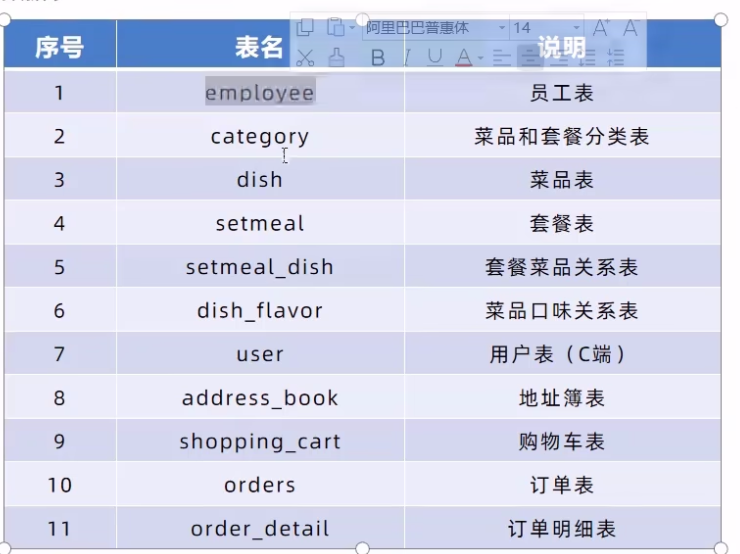 阿里巴巴普惠体 14 A+ A-
B I U A
序号 表名 说明
1 employee 员工表
2 category 菜品和套餐分类表
3 dish 菜品表
4 setmeal 套餐表
5 setmeal_dish 套餐菜品关系表
6 dish_flavor 菜品口味关系表
7 user 用户表（C端）
8 address_book 地址簿表
9 shopping_cart 购物车表
10 orders 订单表
11 order_detail 订单明细表